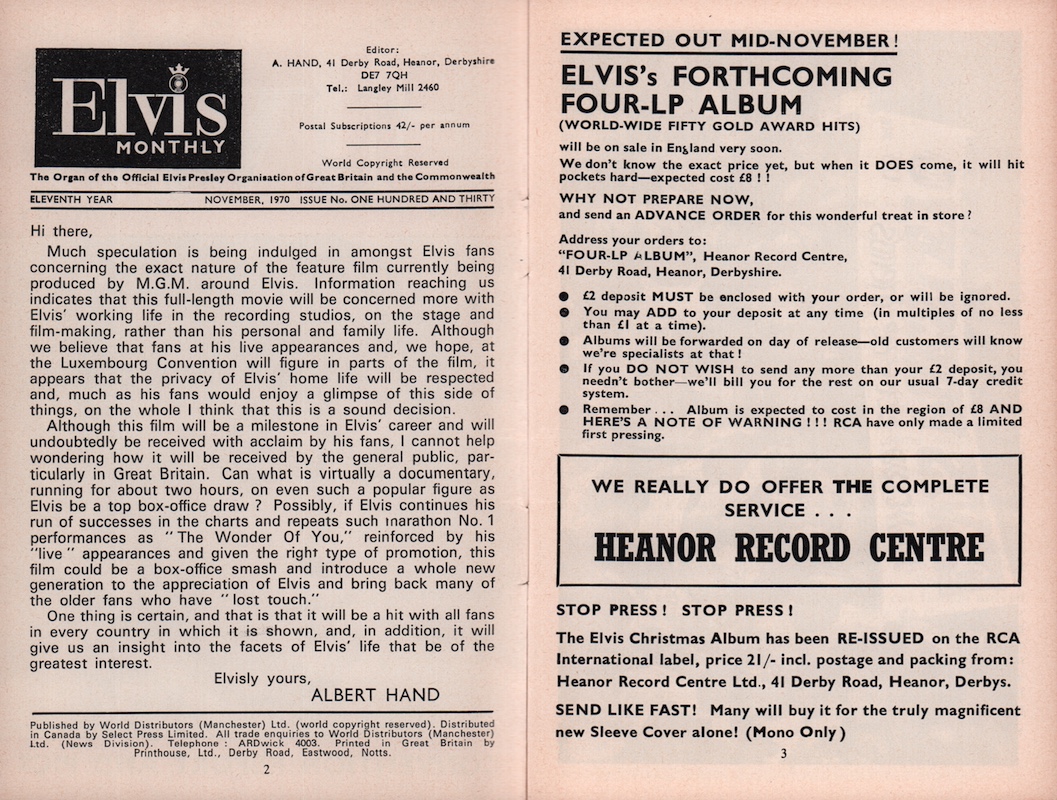 Elvis
MONTHLY
Editor:
A. HAND, 41 Derby Road, Heanor, Derbyshire
DE7 7QH
Tel.: Langley Mill 2460
Postal Subscriptions 42/- per annum
World Copyright Reserved
The Organ of the Official Elvis Presley Organisation of Great Britain and the Commonwealth
ELEVENTH YEAR NOVEMBER, 1970 ISSUE No. ONE HUNDRED AND THIRTY
Hi there,
Much speculation is being indulged in amongst Elvis fans
concerning the exact nature of the feature film currently being
produced by M.G.M. around Elvis. Information reaching us
indicates that this full-length movie will be concerned more with
Elvis' working life in the recording studios, on the stage and
film-making, rather than his personal and family life. Although
we believe that fans at his live appearances and, we hope, at
the Luxembourg Convention will figure in parts of the film, it
appears that the privacy of Elvis' home life will be respected
and, much as his fans would enjoy a glimpse of this side of
things, on the whole I think that this is a sound decision.
Although this film will be a milestone in Elvis' career and will
undoubtedly be received with acclaim by his fans, I cannot help
wondering how it will be received by the general public, par-
ticularly in Great Britain. Can what is virtually a documentary,
running for about two hours, on even such a popular figure as
Elvis be a top box-office draw ? Possibly, if Elvis continues his
run of successes in the charts and repeats such marathon No. 1
performances as "The Wonder Of You," reinforced by his
"live" appearances and given the right type of promotion, this
film could be a box-office smash and introduce a whole new
generation to the appreciation of Elvis and bring back many of
the older fans who have "lost touch."
One thing is certain, and that is that it will be a hit with all fans
in every country in which it is shown, and, in addition, it will
give us an insight into the facets of Elvis' life that be of the
greatest interest.
Elvisly yours,
ALBERT HAND
Published by World Distributors (Manchester) Ltd. (world copyright reserved). Distributed
in Canada by Select Press Limited. All trade enquiries to World Distributors (Manchester)
Ltd. (News Division). Telephone : ARDwick 4003. Printed in Great Britain by
Printhouse, Ltd., Derby Road, Eastwood, Notts.
2
EXPECTED OUT MID-NOVEMBER!
ELVIS's FORTHCOMING
FOUR-LP ALBUM
(WORLD-WIDE FIFTY GOLD AWARD HITS)
will be on sale in England very soon.
We don't know the exact price yet, but when it DOES come, it will hit
pockets hard—expected cost £8 ! !
WHY NOT PREPARE NOW,
and send an ADVANCE ORDER for this wonderful treat in store ?
Address your orders to:
"FOUR-LP ALBUM", Heanor Record Centre,
41 Derby Road, Heanor, Derbyshire.
● £2 deposit MUST be enclosed with your order, or will be ignored.
● You may ADD to your deposit at any time (in multiples of no less
than £1 at a time).
● Albums will be forwarded on day of release—old customers will know
we're specialists at that !
● If you DO NOT WISH to send any more than your £2 deposit, you
needn't bother—we'll bill you for the rest on our usual 7-day credit
system.
● Remember . . . Album is expected to cost in the region of £8 AND
HERE'S A NOTE OF WARNING ! ! ! RCA have only made a limited
first pressing.
WE REALLY DO OFFER THE COMPLETE
SERVICE . . .
HEANOR RECORD CENTRE
STOP PRESS ! STOP PRESS !
The Elvis Christmas Album has been RE-ISSUED on the RCA
International label, price 21/- incl. postage and packing from:
Heanor Record Centre Ltd., 41 Derby Road, Heanor, Derbys.
SEND LIKE FAST! Many will buy it for the truly magnificent
new Sleeve Cover alone! (Mono Only)
3